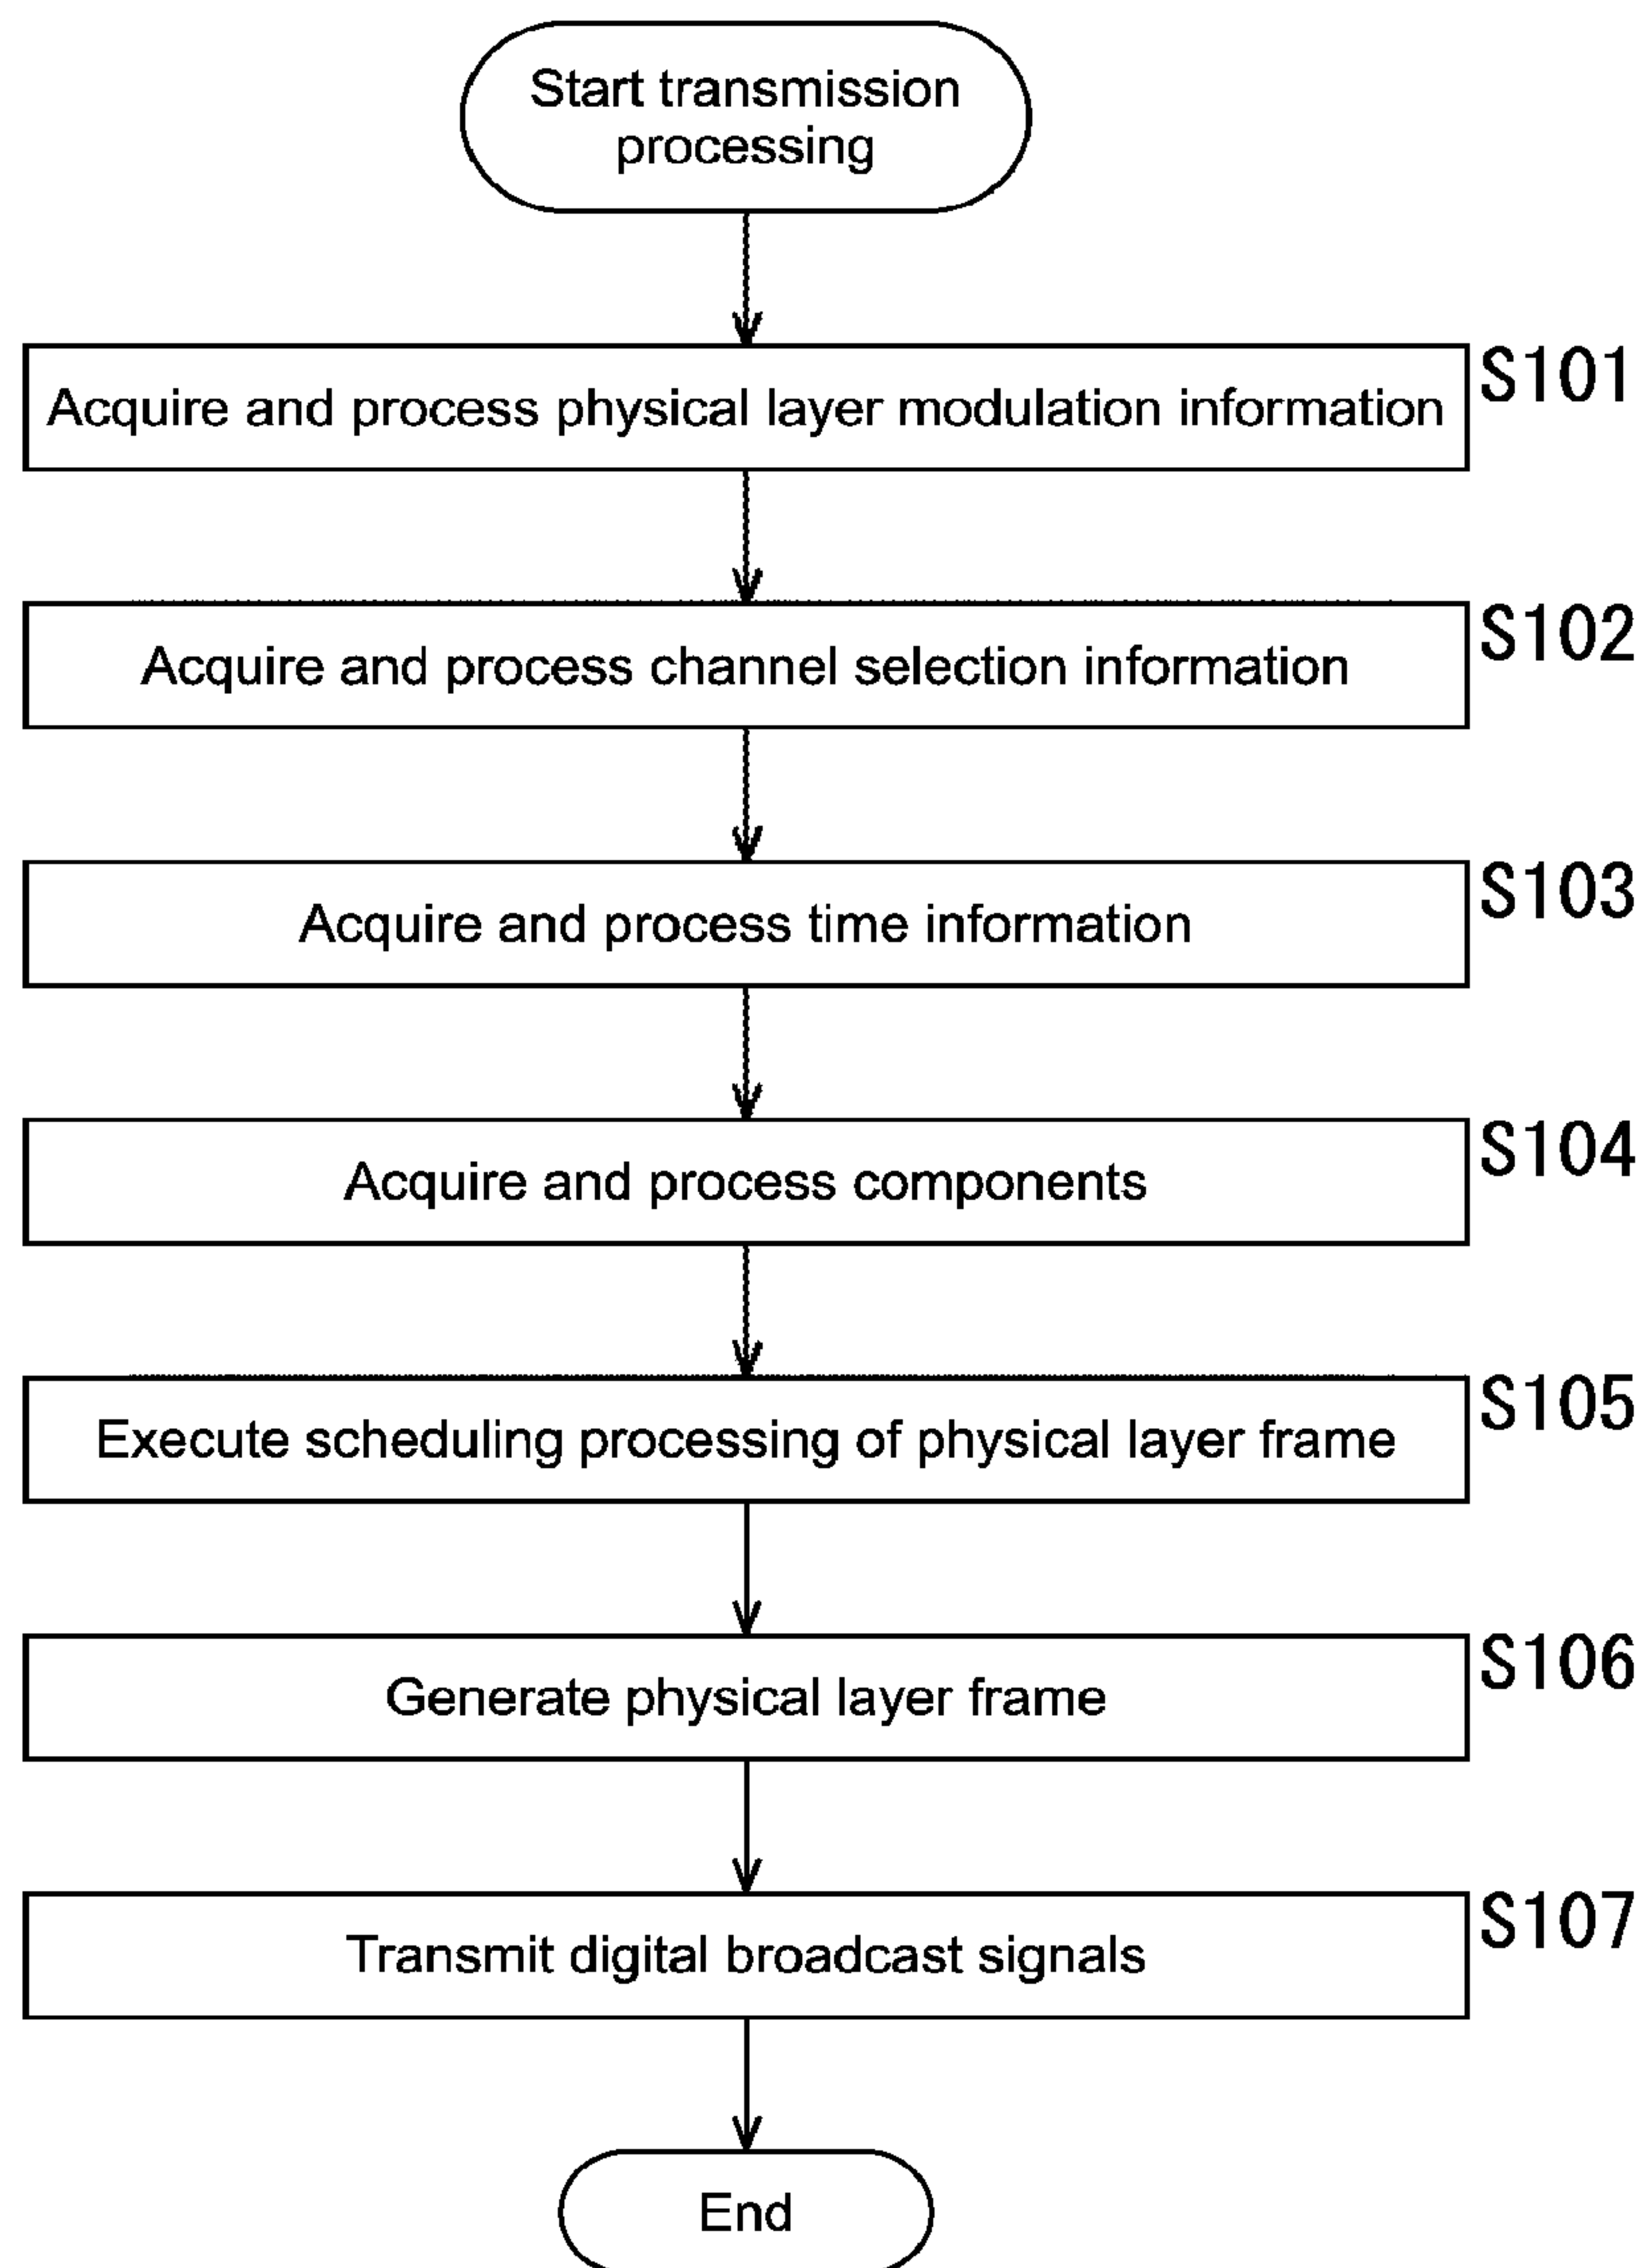 Start transmission
processing
Acquire and process physical layer modulation information
S101
Acquire and process channel selection information
S102
Acquire and process time information
S103
Acquire and process components
S104
Execute scheduling processing of physical layer frame
S105
Generate physical layer frame
S106
Transmit digital broadcast signals
S107
End